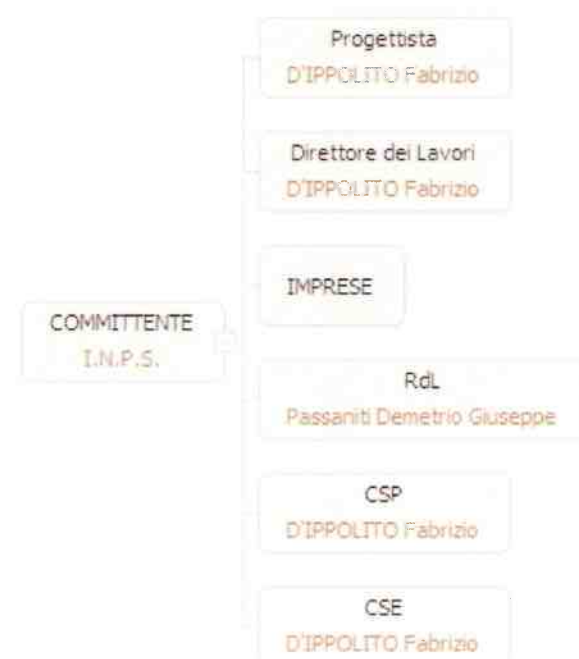 Progettista
D'IPPOLITO Fabrizio
Direttore dei Lavori
D'IPPOLITO Fabrizio
IMPRESE
COMMITTENTE
I.N.P.S.
RdL
Passaniti Demetrio Giuseppe
CSP
D'IPPOLITO Fabrizio
CSE
D'IPPOLITO Fabrizio